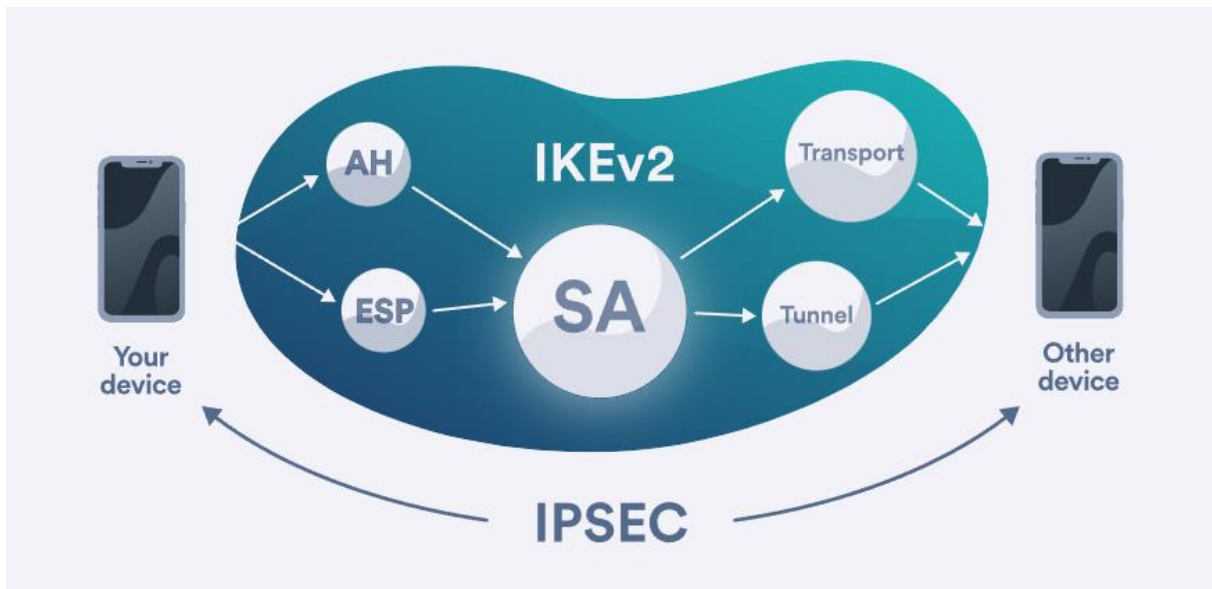 IKEv2
AH
Transport
ESP
SA
Tunnel
Your
device
Other
device
IPSEC